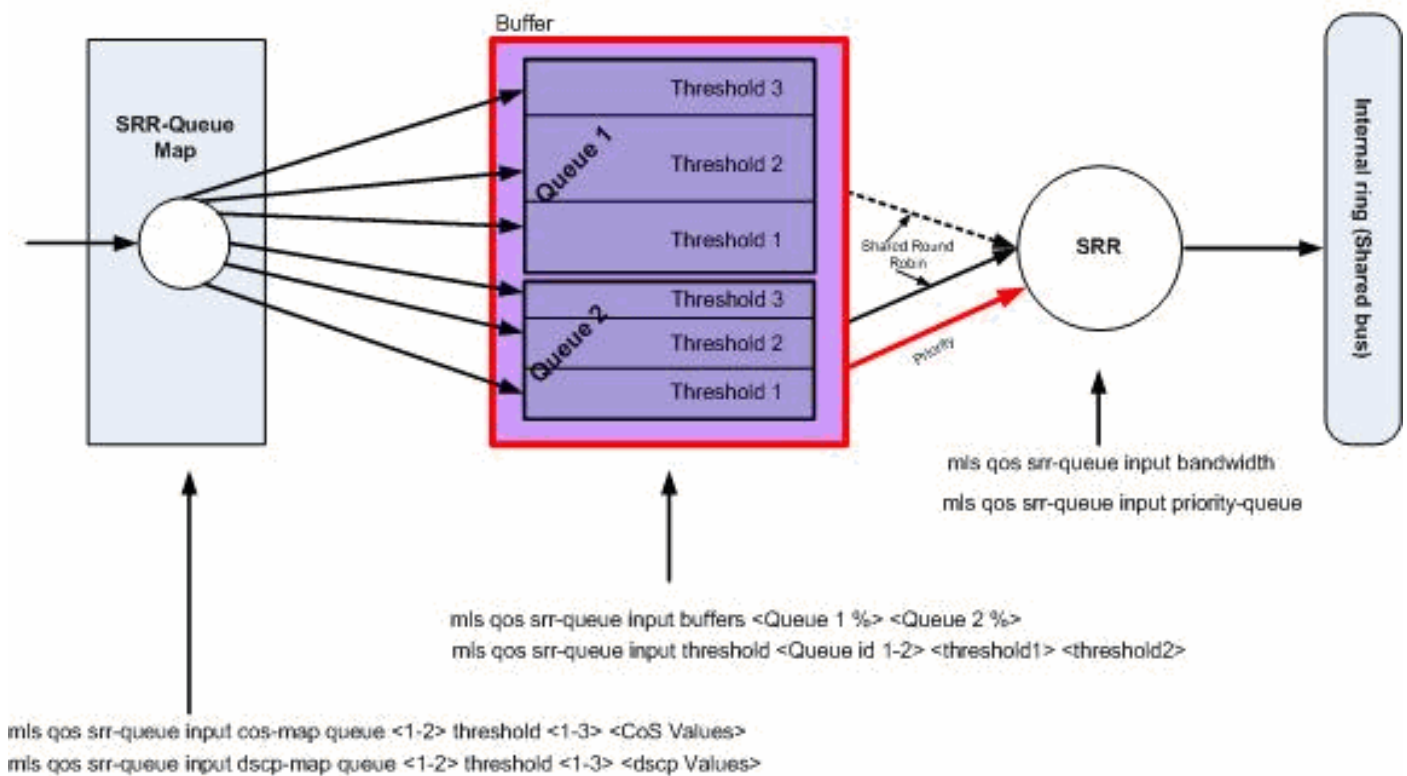 Buffer
SRR-Queue
Map
Queue 1
Threshold 3
Threshold 2
Threshold 1
Queue 2
Threshold 3
Threshold 2
Threshold 1
Shared Round
Robin
Priority
SRR
Internal ring (Shared bus)
mls qos srr-queue input bandwidth
mls qos srr-queue input priority-queue
mls qos srr-queue input buffers <Queue 1 %> <Queue 2 %>
mls qos srr-queue input threshold <Queue id 1-2> <threshold1> <threshold2>
mls qos srr-queue input cos-map queue <1-2> threshold <1-3> <CoS Values>
mls qos srr-queue input dscp-map queue <1-2> threshold <1-3> <dscp Values>